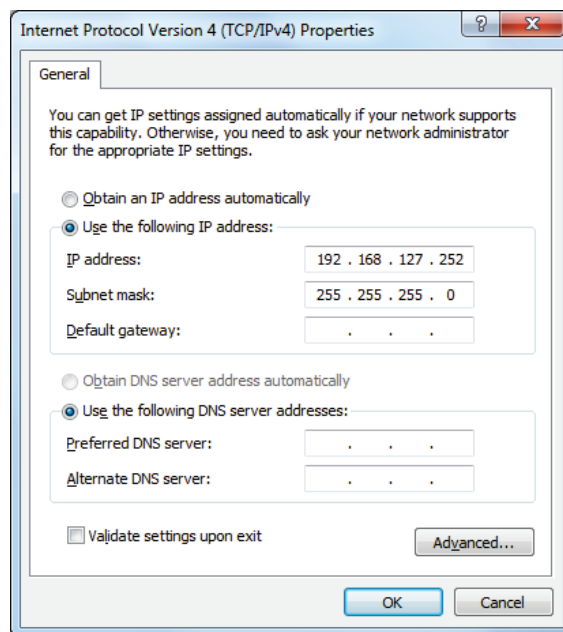 Internet Protocol Version 4 (TCP/IPv4) Properties
?
X
General
You can get IP settings assigned automatically if your network supports
this capability. Otherwise, you need to ask your network administrator
for the appropriate IP settings.
Obtain an IP address automatically
Use the following IP address:
IP address: 192 . 168 . 127 . 252
Subnet mask: 255 . 255 . 255 . 0
Default gateway: . . .
Obtain DNS server address automatically
Use the following DNS server addresses:
Preferred DNS server: . . .
Alternate DNS server: . . .
Validate settings upon exit
Advanced...
OK Cancel